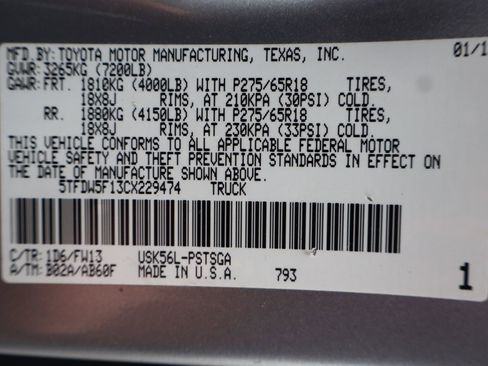 MFD.BY: TOYOTA MOTOR MANUFACTURING, TEXAS, INC. 01/1
GVWR: 3265KG (7200LB)
GAWR: FRT. 1810KG (4000LB) WITH P275/65R18 TIRES,
18X8J RIMS, AT 210KPA (30PSI) COLD.
RR. 1880KG (4150LB) WITH P275/65R18 TIRES,
18X8J RIMS, AT 230KPA (33PSI) COLD.
THIS VEHICLE CONFORMS TO ALL APPLICABLE FEDERAL MOTOR
VEHICLE SAFETY AND THEFT PREVENTION STANDARDS IN EFFECT ON
THE DATE OF MANUFACTURE SHOWN ABOVE.
5TFDW5F13CX229474 TRUCK
C/TR: 1D6/FW13 USK56L-PSTSGA
A/TM: B02A/AB60F MADE IN U.S.A. 793 1